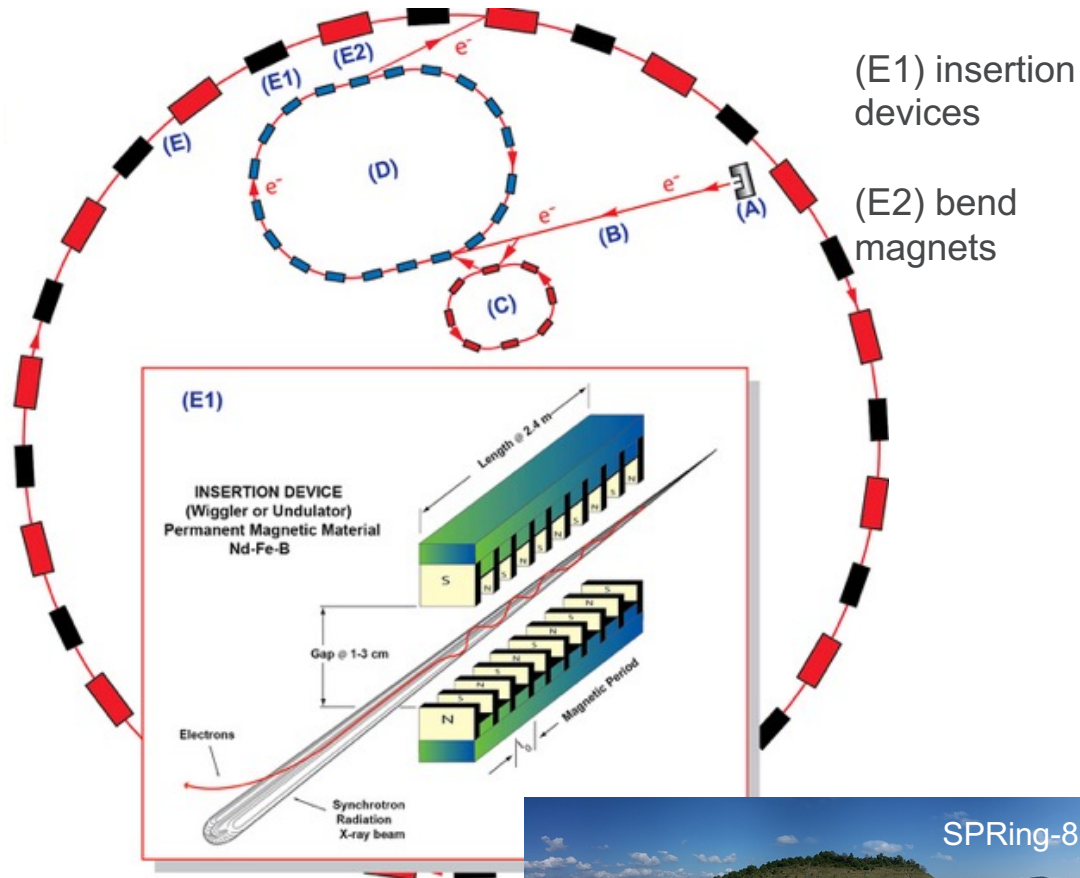 e-
(E2)
(E1)
(E)
(D)
e-
e-
e-
(A)
(B)
(C)
(E1) insertion
devices
(E2) bend
magnets
(E1)
INSERTION DEVICE
(Wiggler or Undulator)
Permanent Magnetic Material
Nd-Fe-B
Length @ 2.4 m
S
N
S
N
S
N
S
N
S
N
Gap @ 1-3 cm
S
N
S
N
S
N
S
N
S
N
Magnetic Period
Electrons
Synchrotron
Radiation
X-ray beam
SPRing-8